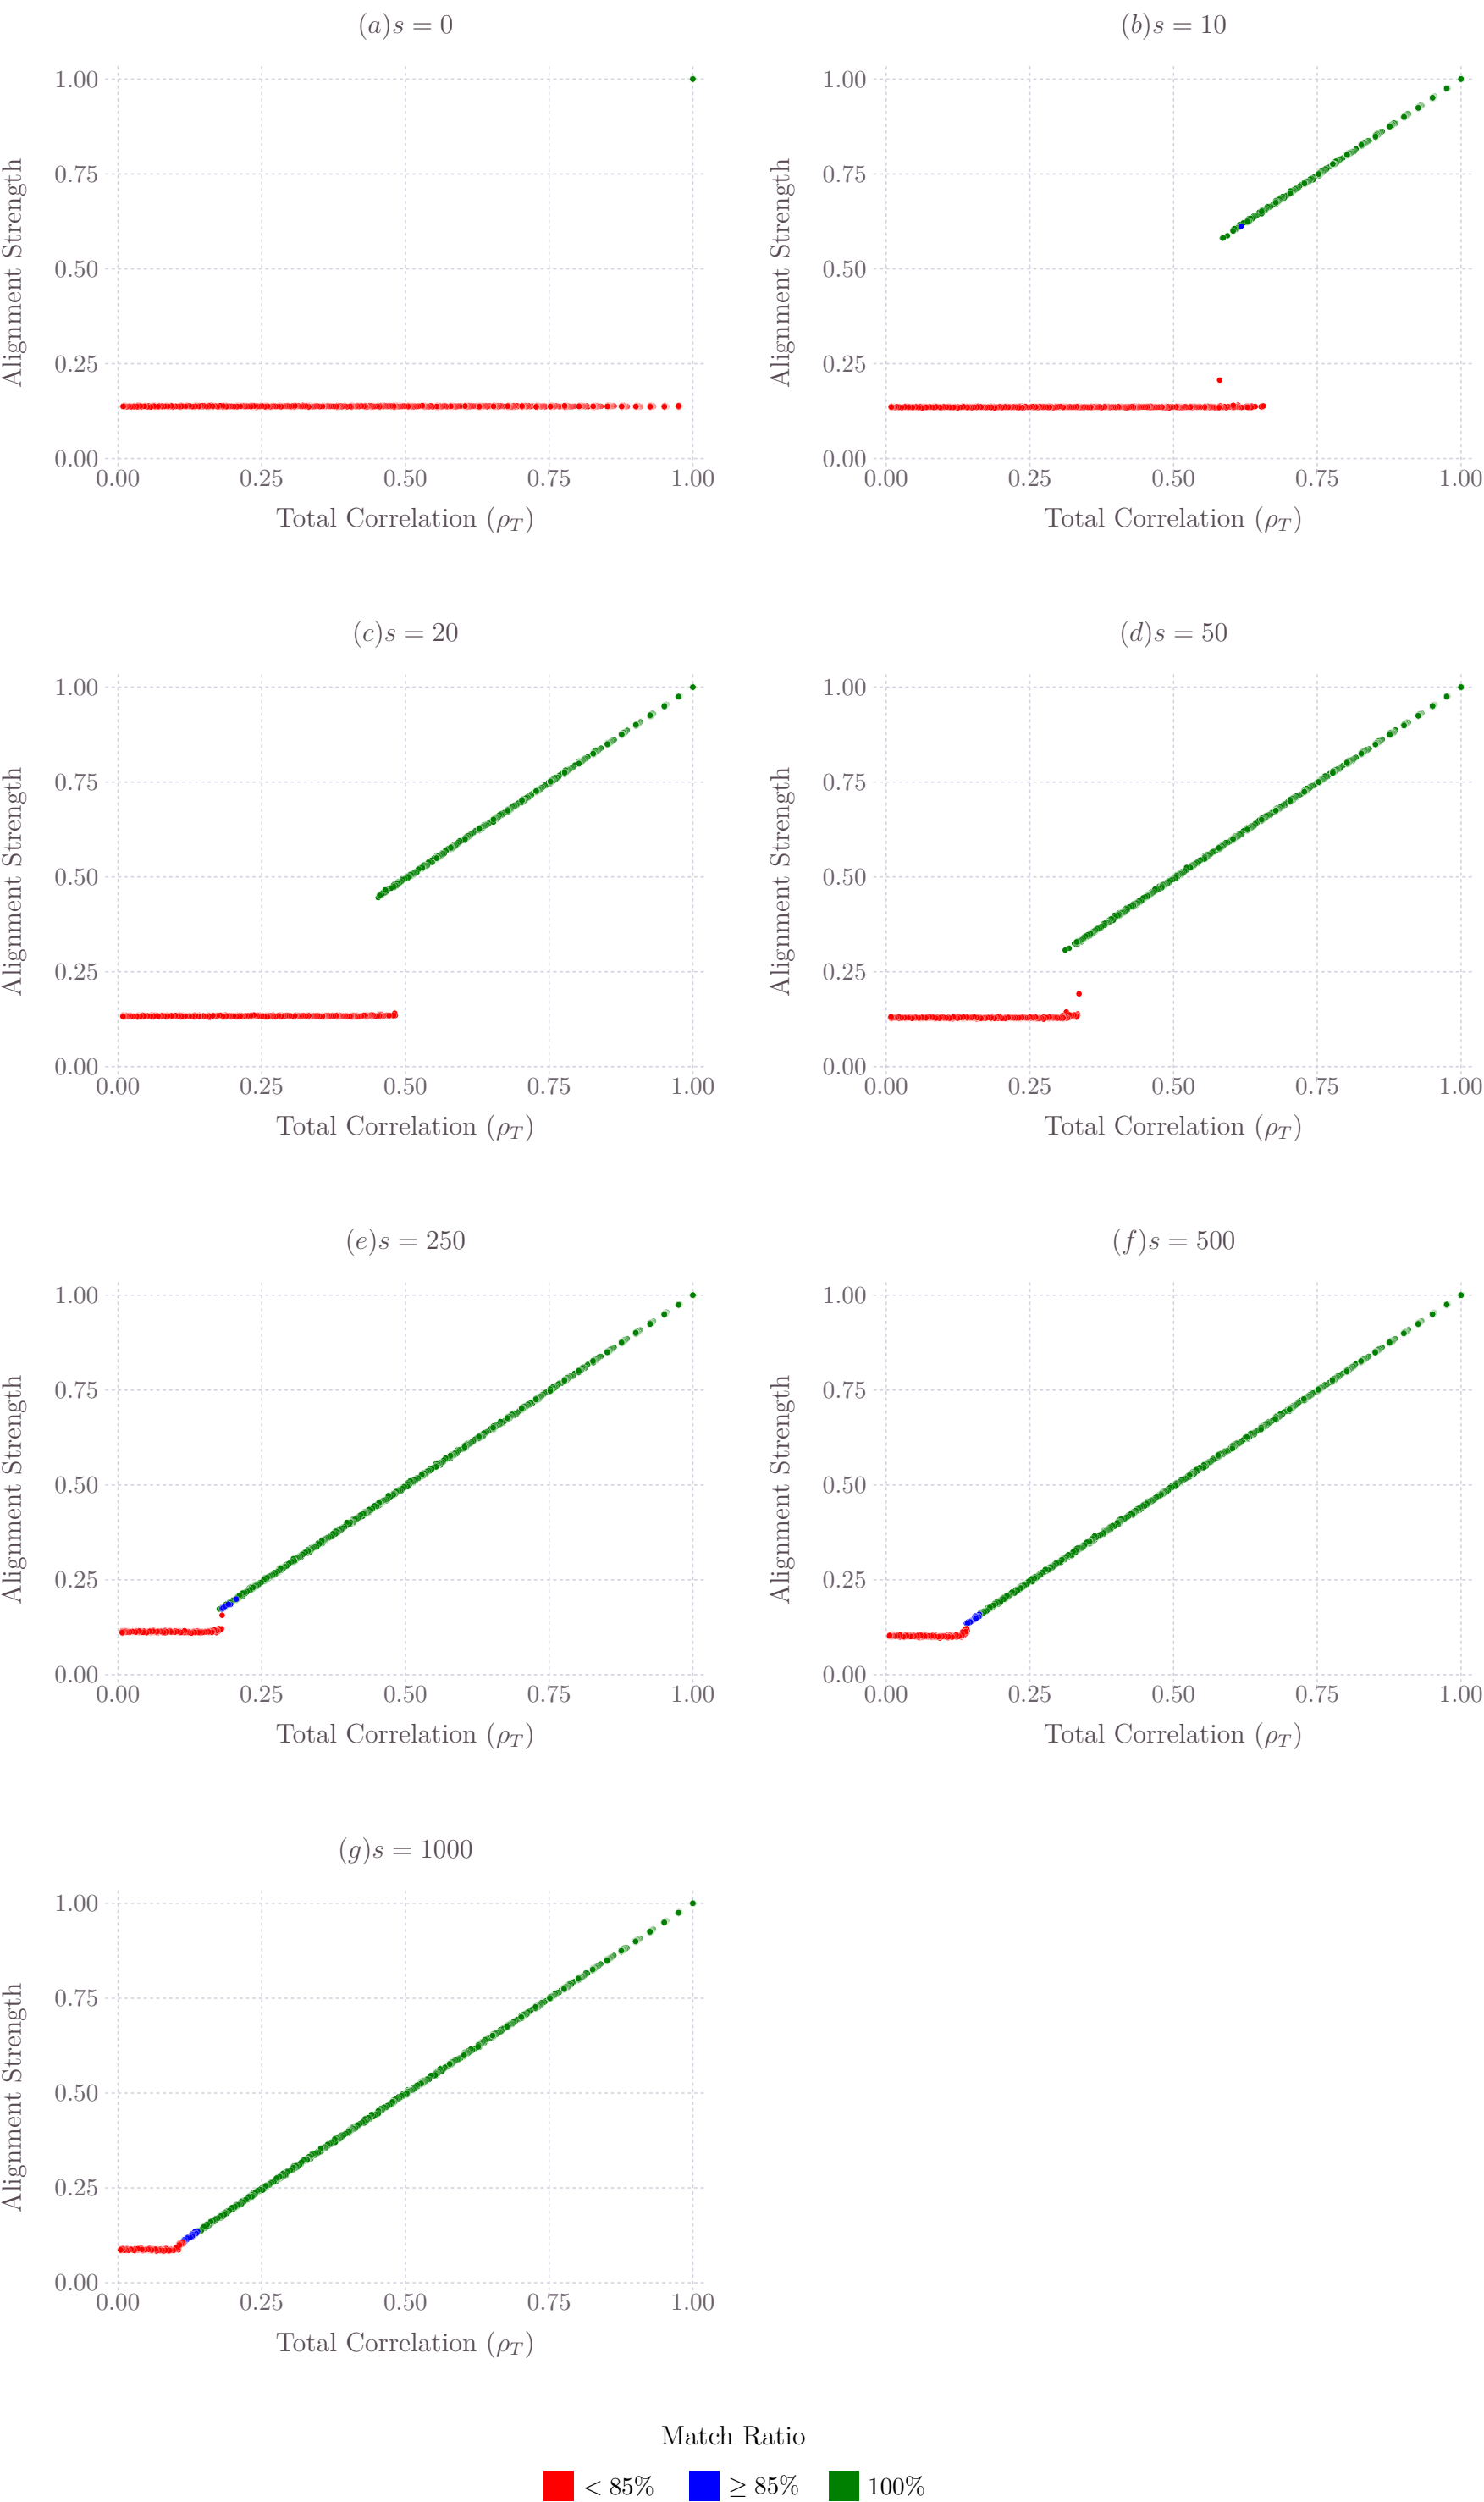 (a)s = 0
1.00
0.75
0.50
0.25
0.00
Alignment Strength
0.00 0.25 0.50 0.75 1.00
Total Correlation (ρT)
(b)s = 10
1.00
0.75
0.50
0.25
0.00
Alignment Strength
0.00 0.25 0.50 0.75 1.00
Total Correlation (ρT)
(c)s = 20
1.00
0.75
0.50
0.25
0.00
Alignment Strength
0.00 0.25 0.50 0.75 1.00
Total Correlation (ρT)
(d)s = 50
1.00
0.75
0.50
0.25
0.00
Alignment Strength
0.00 0.25 0.50 0.75 1.00
Total Correlation (ρT)
(e)s = 250
1.00
0.75
0.50
0.25
0.00
Alignment Strength
0.00 0.25 0.50 0.75 1.00
Total Correlation (ρT)
(f)s = 500
1.00
0.75
0.50
0.25
0.00
Alignment Strength
0.00 0.25 0.50 0.75 1.00
Total Correlation (ρT)
(g)s = 1000
1.00
0.75
0.50
0.25
0.00
Alignment Strength
0.00 0.25 0.50 0.75 1.00
Total Correlation (ρT)
Match Ratio
< 85% ≥ 85% 100%